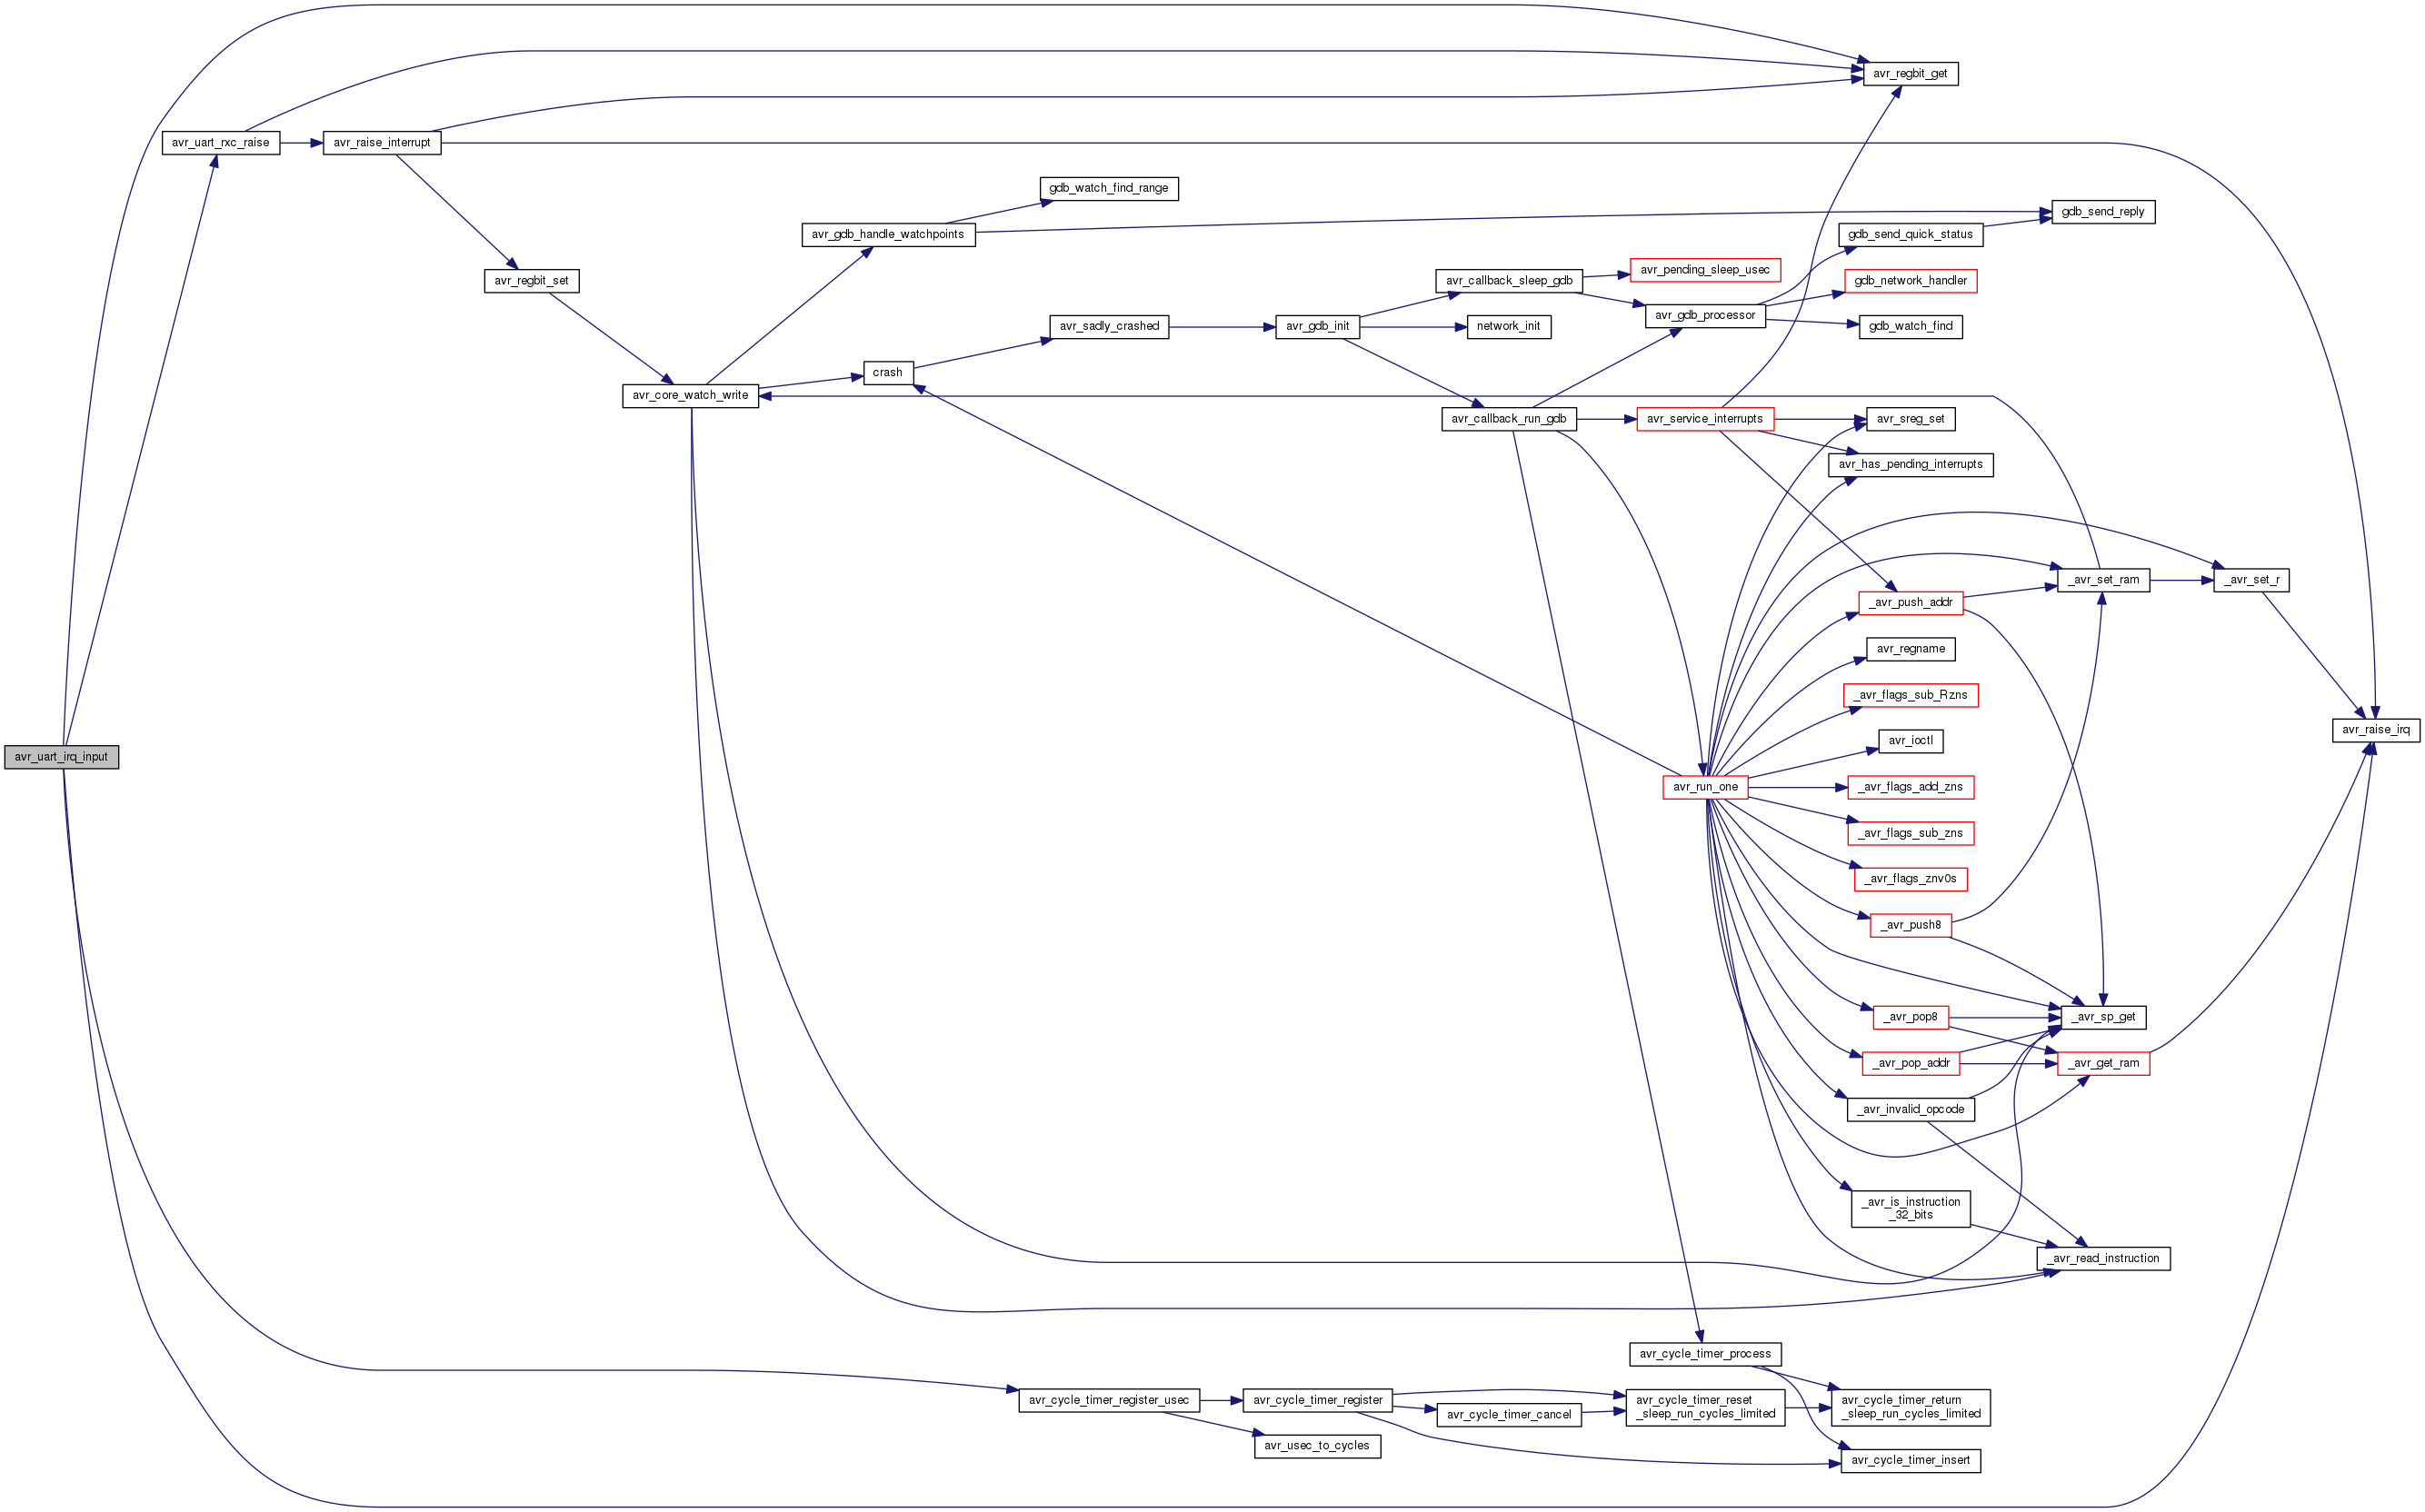 avr_regbit_get
avr_uart_rxc_raise
avr_raise_interrupt
gdb_watch_find_range
gdb_send_reply
avr_gdb_handle_watchpoints
gdb_send_quick_status
avr_pending_sleep_usec
avr_regbit_set
avr_callback_sleep_gdb
gdb_network_handler
avr_gdb_processor
avr_sadly_crashed
avr_gdb_init
network_init
gdb_watch_find
crash
avr_core_watch_write
avr_callback_run_gdb
avr_service_interrupts
avr_sreg_set
avr_has_pending_interrupts
_avr_set_ram
_avr_set_r
_avr_push_addr
avr_regname
_avr_flags_sub_Rzns
avr_raise_irq
avr_ioctl
avr_uart_irq_input
avr_run_one
_avr_flags_add_zns
_avr_flags_sub_zns
_avr_flags_znv0s
_avr_push8
_avr_pop8
_avr_sp_get
_avr_pop_addr
_avr_get_ram
_avr_invalid_opcode
_avr_is_instruction
_32_bits
_avr_read_instruction
avr_cycle_timer_process
avr_cycle_timer_register_usec
avr_cycle_timer_register
avr_cycle_timer_reset
_sleep_run_cycles_limited
avr_cycle_timer_return
_sleep_run_cycles_limited
avr_cycle_timer_cancel
avr_usec_to_cycles
avr_cycle_timer_insert